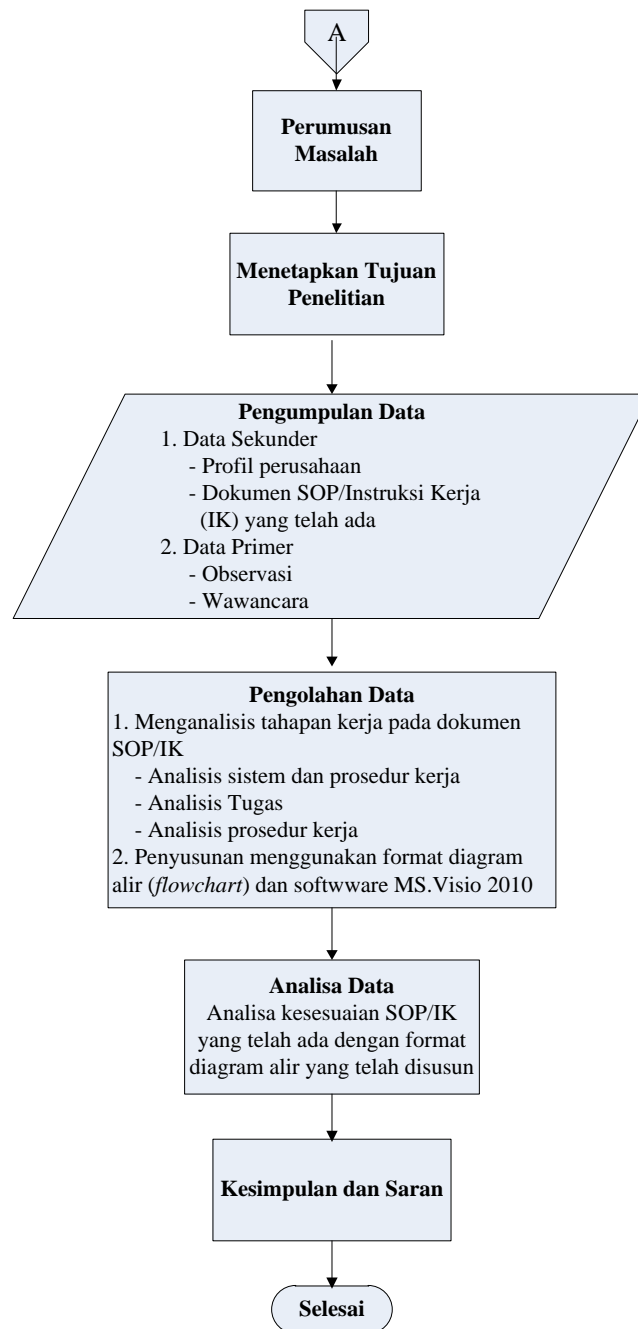 A
Perumusan
Masalah
Menetapkan Tujuan
Penelitian
Pengumpulan Data
1. Data Sekunder
- Profil perusahaan
- Dokumen SOP/Instruksi Kerja
(IK) yang telah ada
2. Data Primer
- Observasi
- Wawancara
Pengolahan Data
1. Menganalisis tahapan kerja pada dokumen
SOP/IK
- Analisis sistem dan prosedur kerja
- Analisis Tugas
- Analisis prosedur kerja
2. Penyusunan menggunakan format diagram
alir (flowchart) dan softwware MS.Visio 2010
Analisa Data
Analisa kesesuaian SOP/IK
yang telah ada dengan format
diagram alir yang telah disusun
Kesimpulan dan Saran
Selesai